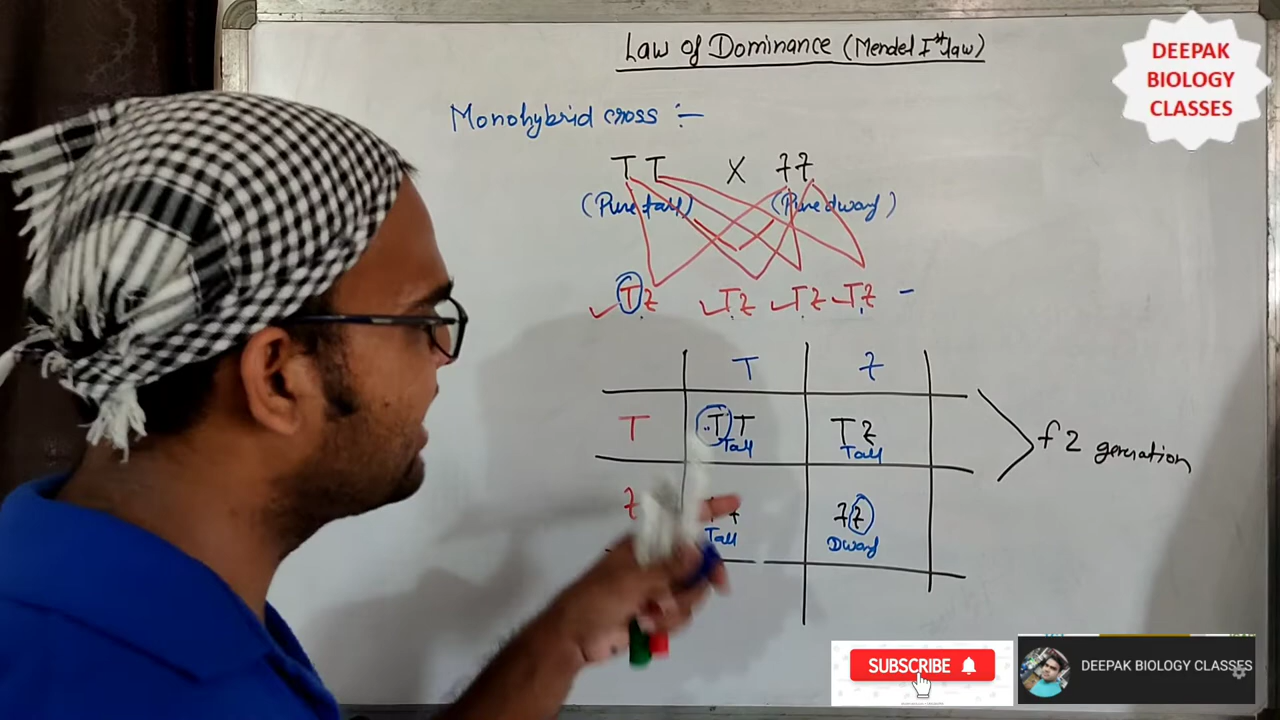 Law of Dominance (Mendel Ist law)
DEEPAK
BIOLOGY
CLASSES
Monohybrid cross :-
TT X tt
(Pure tall) (Pure dwarf)
Tt Tt Tt Tt
T t
T TT Tt
Tall Tall
t tt
Tall Dwarf
f2 genration
SUBSCRIBE
DEEPAK BIOLOGY CLASSES